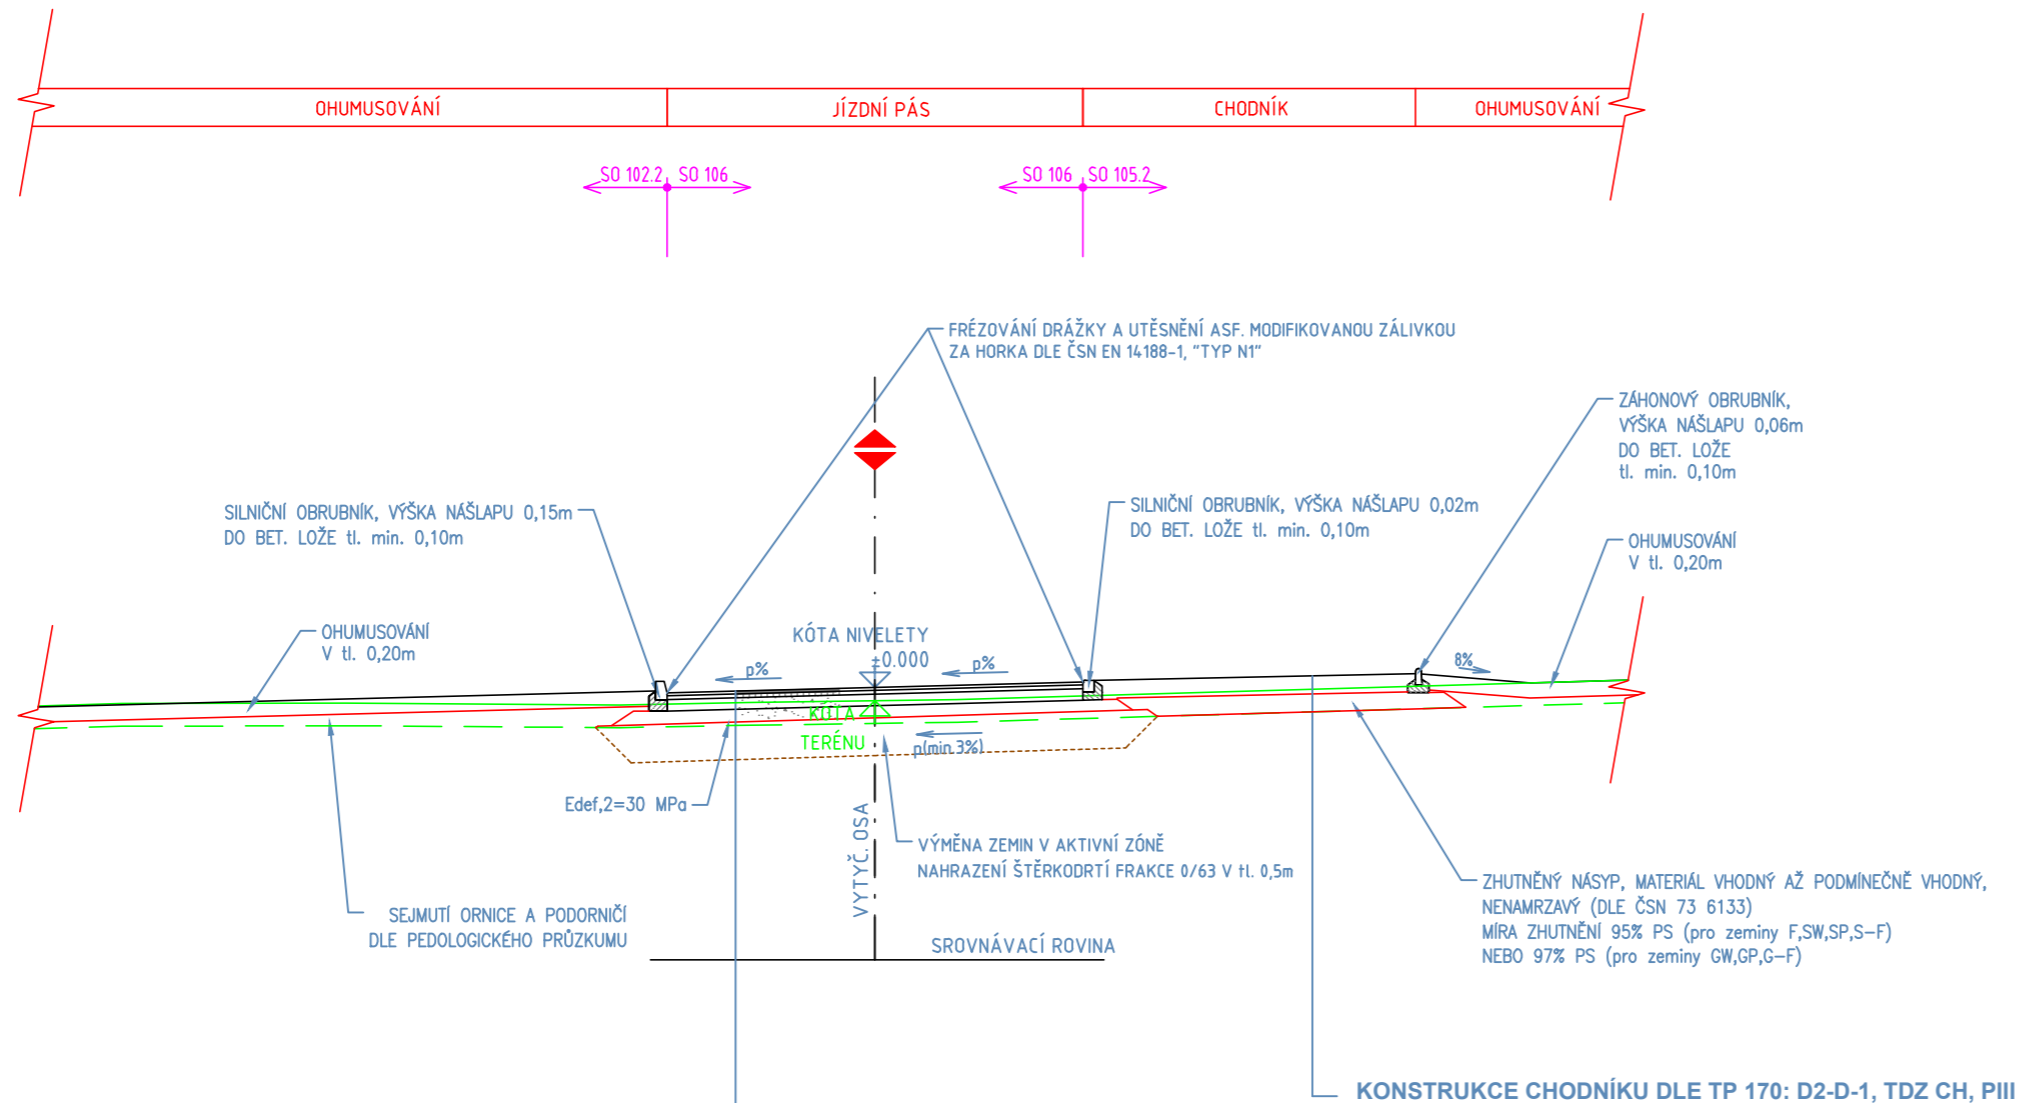 OHUMUSOVÁNÍ
JÍZDNÍ PÁS
CHODNÍK
OHUMUSOVÁNÍ
SO 102.2
SO 106
SO 106
SO 105.2
FRÉZOVÁNÍ DRÁŽKY A UTĚSNĚNÍ ASF. MODIFIKOVANOU ZÁLIVKOU
ZA HORKA DLE ČSN EN 14188-1, "TYP N1"
ZÁHONOVÝ OBRUBNÍK,
VÝŠKA NÁŠLAPU 0,06m
DO BET. LOŽE
tl. min. 0,10m
SILNIČNÍ OBRUBNÍK, VÝŠKA NÁŠLAPU 0,15m
DO BET. LOŽE tl. min. 0,10m
SILNIČNÍ OBRUBNÍK, VÝŠKA NÁŠLAPU 0,02m
DO BET. LOŽE tl. min. 0,10m
OHUMUSOVÁNÍ
V tl. 0,20m
OHUMUSOVÁNÍ
V tl. 0,20m
KÓTA NIVELETY
±0.000
p%
p%
8%
KÓTA
TERÉNU
p(min.3%)
Edef,2=30 MPa
VYTYČ. OSA
VÝMĚNA ZEMIN V AKTIVNÍ ZÓNĚ
NAHRAZENÍ ŠTĚRKODRTÍ FRAKCE 0/63 V tl. 0,5m
SEJMUTÍ ORNICE A PODORNIČÍ
DLE PEDOLOGICKÉHO PRŮZKUMU
SROVNÁVACÍ ROVINA
ZHUTNĚNÝ NÁSYP, MATERIÁL VHODNÝ AŽ PODMÍNEČNĚ VHODNÝ,
NENAMRZAVÝ (DLE ČSN 73 6133)
MÍRA ZHUTNĚNÍ 95% PS (pro zeminy F,SW,SP,S-F)
NEBO 97% PS (pro zeminy GW,GP,G-F)
KONSTRUKCE CHODNÍKU DLE TP 170: D2-D-1, TDZ CH, PIII